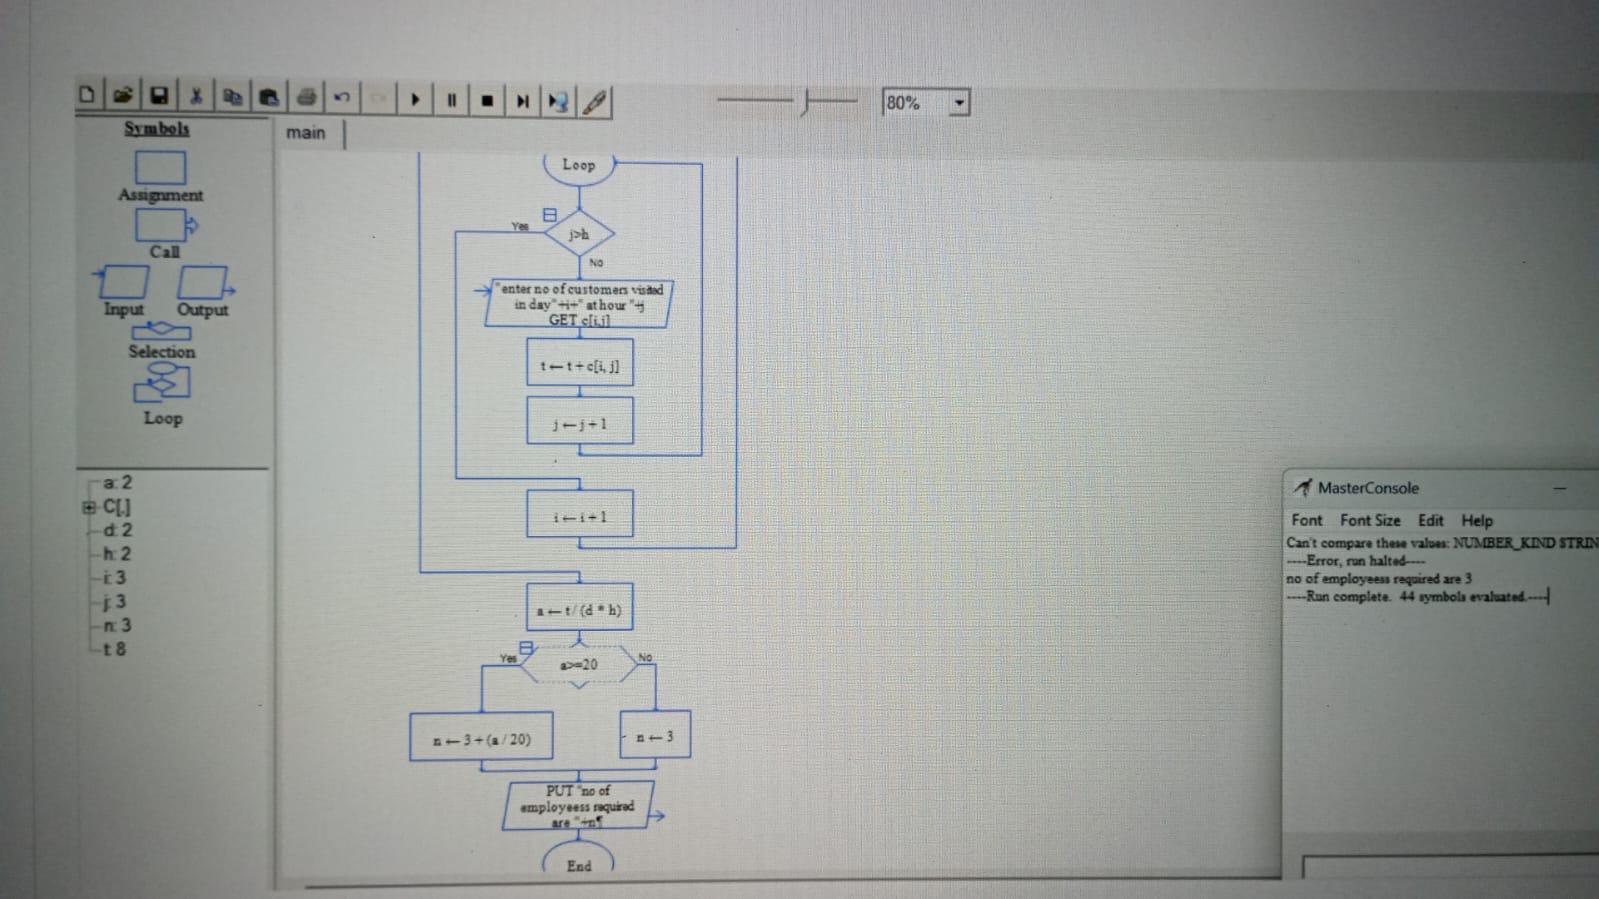 80%
Symbols
main
Assignment
Call
Input Output
Selection
Loop
a: 2
C[,]
d: 2
h: 2
i: 3
j: 3
n: 3
t 8
Loop
j>h
Yes
No
"enter no of customers visited
in day"+i+" at hour "+j
GET c[i,j]
t←t+c[i, j]
j←j+1
i←i+1
a←t/(d * h)
a>=20
Yes
No
n←3+(a / 20)
n←3
PUT "no of
employeess required
are "+n¶
End
MasterConsole
Font Font Size Edit Help
Can't compare these values: NUMBER_KIND STRIN
----Error, run halted----
no of employeess required are 3
----Run complete. 44 symbols evaluated.----